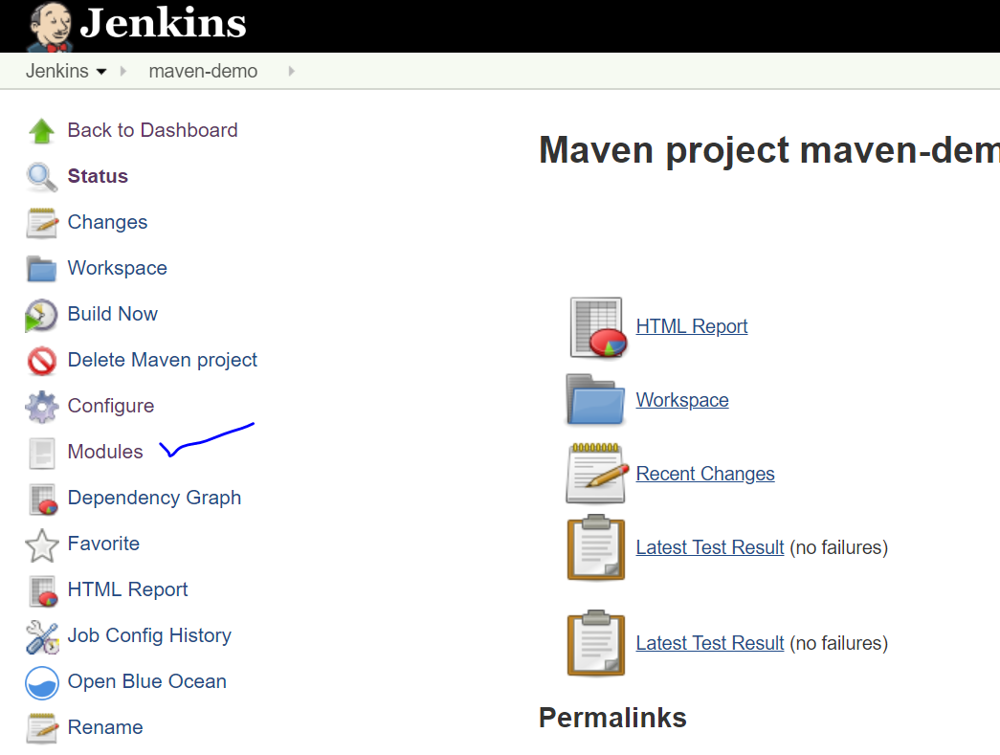 Jenkins
Jenkins maven-demo
Back to Dashboard
Status
Changes
Workspace
Build Now
Delete Maven project
Configure
Modules
Dependency Graph
Favorite
HTML Report
Job Config History
Open Blue Ocean
Rename
Maven project maven-dem
HTML Report
Workspace
Recent Changes
Latest Test Result (no failures)
Latest Test Result (no failures)
Permalinks